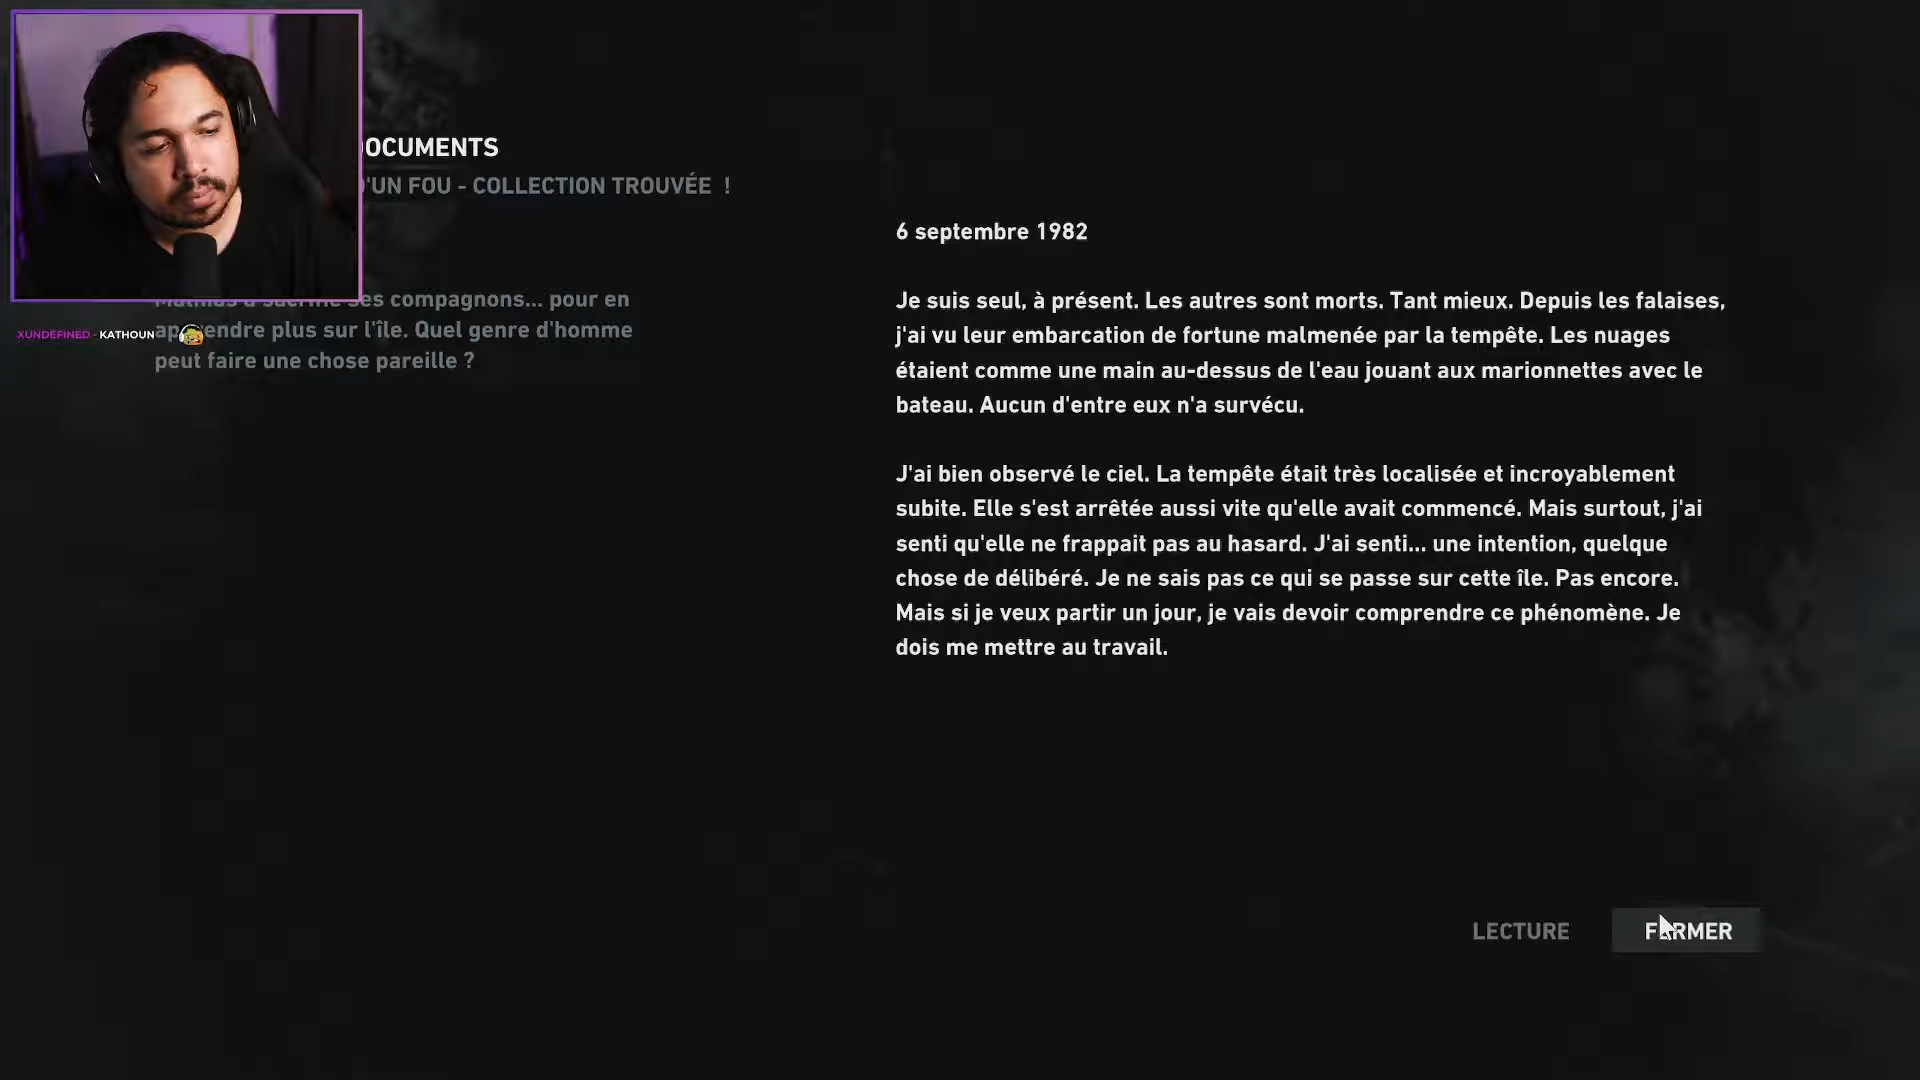 OCUMENTS
D'UN FOU - COLLECTION TROUVÉE !
ses compagnons... pour en
XUNDEFINED - KATHOUN
endre plus sur l'île. Quel genre d'homme
peut faire une chose pareille ?
6 septembre 1982
Je suis seul, à présent. Les autres sont morts. Tant mieux. Depuis les falaises,
j'ai vu leur embarcation de fortune malmenée par la tempête. Les nuages
étaient comme une main au-dessus de l'eau jouant aux marionnettes avec le
bateau. Aucun d'entre eux n'a survécu.
J'ai bien observé le ciel. La tempête était très localisée et incroyablement
subite. Elle s'est arrêtée aussi vite qu'elle avait commencé. Mais surtout, j'ai
senti qu'elle ne frappait pas au hasard. J'ai senti... une intention, quelque
chose de délibéré. Je ne sais pas ce qui se passe sur cette île. Pas encore.
Mais si je veux partir un jour, je vais devoir comprendre ce phénomène. Je
dois me mettre au travail.
LECTURE
FERMER